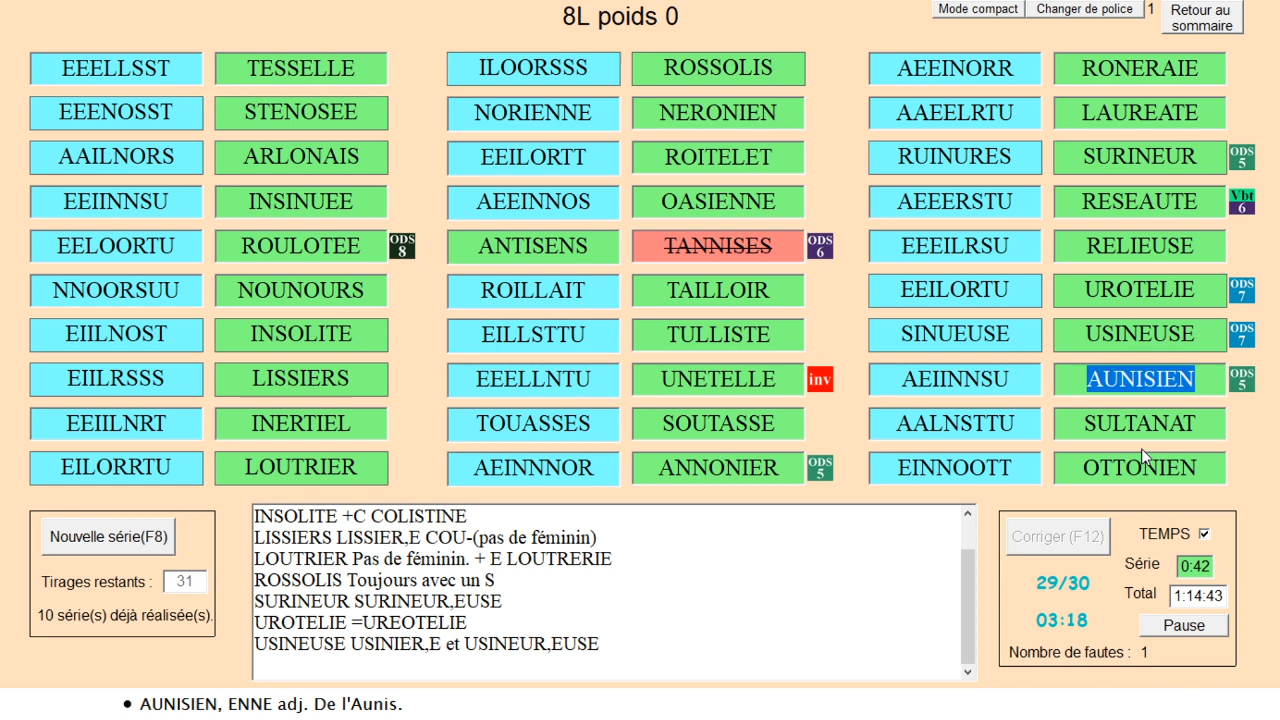 8L poids 0
Mode compact Changer de police 1 Retour au sommaire
EEELLSST TESSELLE ILOORSSS ROSSOLIS AEEINORR RONERAIE
EEENOSST STENOSEE NORIENNE NERONIEN AAEELRTU LAUREATE
AAILNORS ARLONAIS EEILORTT ROITELET RUINURES SURINEUR ODS 5
EEIINNSU INSINUEE AEEINNOS OASIENNE AEEERSTU RESEAUTE Vbt 6
EELOORTU ROULOTEE ODS 8 ANTISENS TANNISES ODS 6 EEEILRSU RELIEUSE
NNOORSUU NOUNOURS ROILLAIT TAILLOIR EEILORTU UROTELIE ODS 7
EIILNOST INSOLITE EILLSTTU TULLISTE SINUEUSE USINEUSE ODS 7
EIILRSSS LISSIERS EEELLNTU UNETELLE inv AEIINNSU AUNISIEN ODS 5
EEIILNRT INERTIEL TOUASSES SOUTASSE AALNSTTU SULTANAT
EILORRTU LOUTRIER AEINNNOR ANNONIER ODS 5 EINNOOTT OTTONIEN
Nouvelle série(F8)
Tirages restants : 31
10 série(s) déjà réalisée(s).
INSOLITE +C COLISTINE
LISSIERS LISSIER,E COU-(pas de féminin)
LOUTRIER Pas de féminin. + E LOUTRERIE
ROSSOLIS Toujours avec un S
SURINEUR SURINEUR,EUSE
UROTELIE =UREOTELIE
USINEUSE USINIER,E et USINEUR,EUSE
Corriger (F12) TEMPS
Série 0:42
29/30
Total 1:14:43
03:18 Pause
Nombre de fautes : 1
• AUNISIEN, ENNE adj. De l'Aunis.